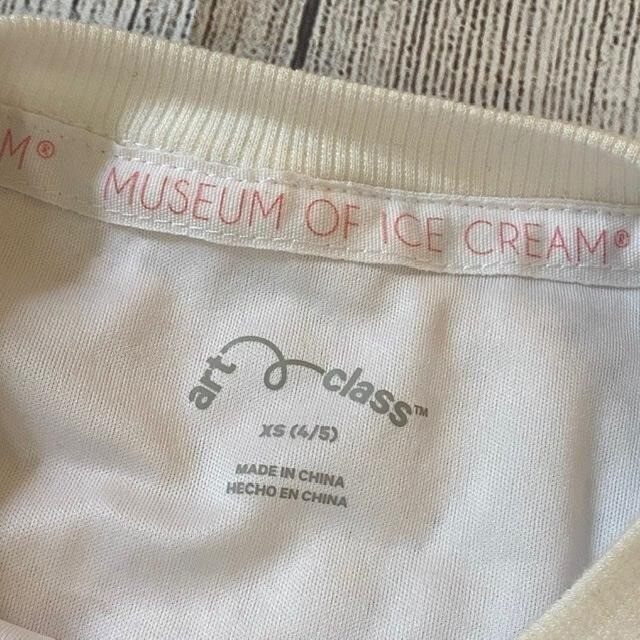 M®
MUSEUM OF ICE CREAM®
art class™
XS (4/5)
MADE IN CHINA
HECHO EN CHINA